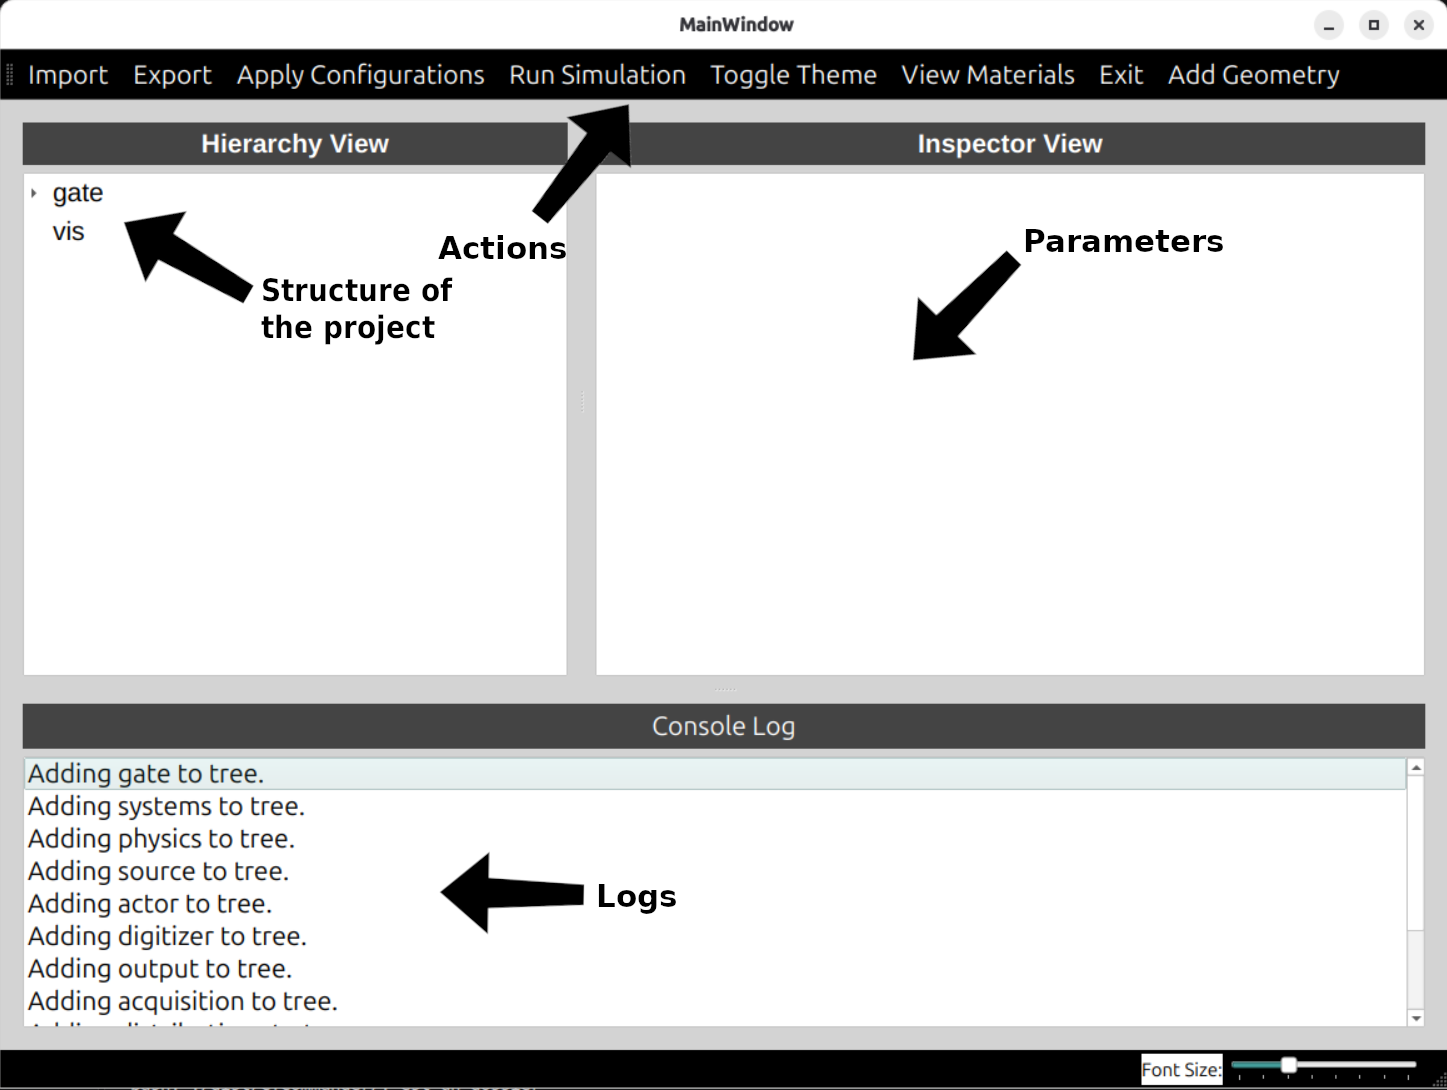 MainWindow
Import Export Apply Configurations Run Simulation Toggle Theme View Materials Exit Add Geometry
Hierarchy View
Inspector View
gate
vis
Actions
Structure of
the project
Parameters
Console Log
Adding gate to tree.
Adding systems to tree.
Adding physics to tree.
Adding source to tree.
Adding actor to tree.
Adding digitizer to tree.
Adding output to tree.
Adding acquisition to tree.
Logs
Font Size: